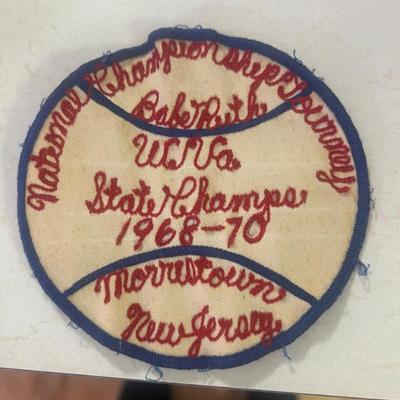 National Championship Tourney
Babe Ruth
W. Va.
State Champs
1968-70
Morristown
New Jersey